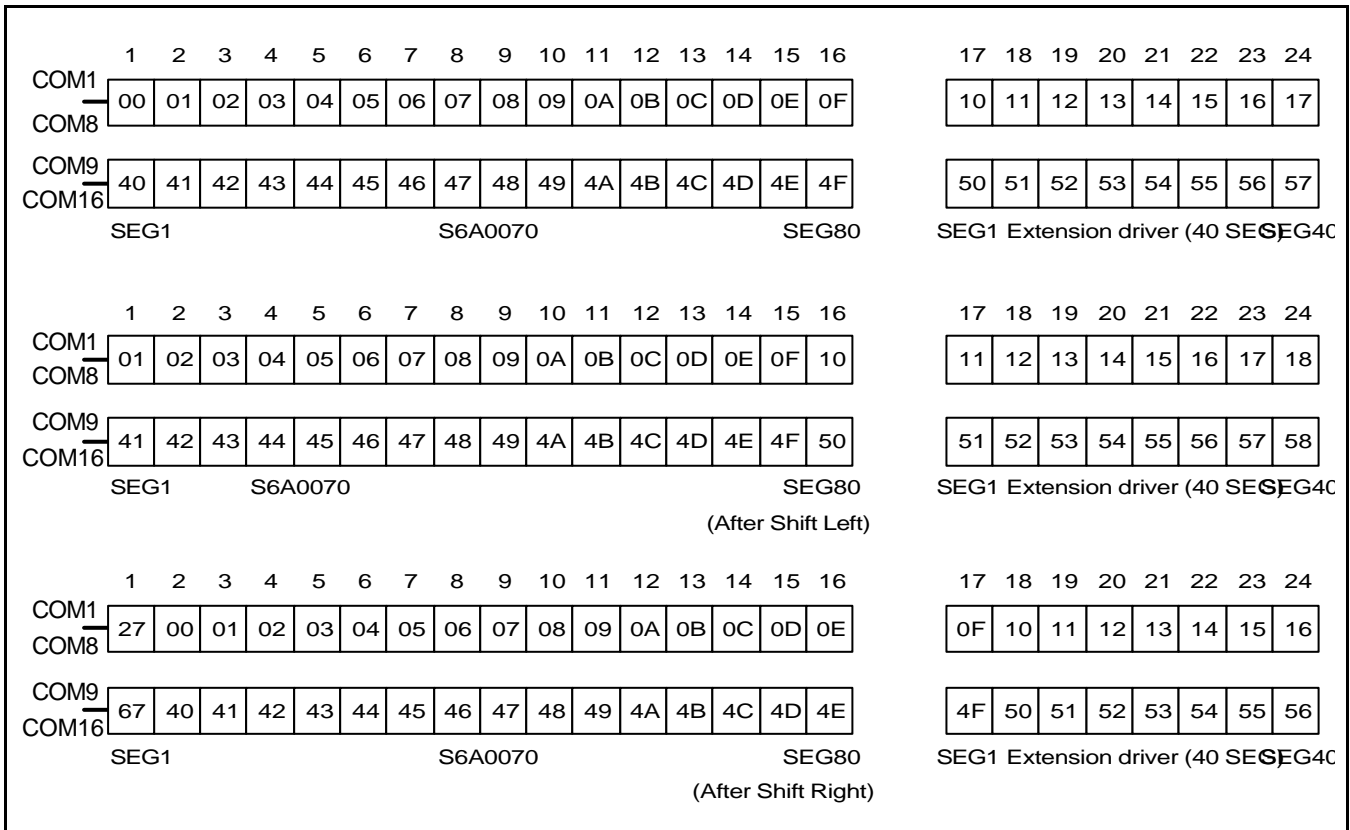 1 2 3 4 5 6 7 8 9 10 11 12 13 14 15 16 17 18 19 20 21 22 23 24
COM1
00 01 02 03 04 05 06 07 08 09 0A 0B 0C 0D 0E 0F 10 11 12 13 14 15 16 17
COM8
COM9
40 41 42 43 44 45 46 47 48 49 4A 4B 4C 4D 4E 4F 50 51 52 53 54 55 56 57
COM16
SEG1 S6A0070 SEG80 SEG1 Extension driver (40 SEG) SEG40
1 2 3 4 5 6 7 8 9 10 11 12 13 14 15 16 17 18 19 20 21 22 23 24
COM1
01 02 03 04 05 06 07 08 09 0A 0B 0C 0D 0E 0F 10 11 12 13 14 15 16 17 18
COM8
COM9
41 42 43 44 45 46 47 48 49 4A 4B 4C 4D 4E 4F 50 51 52 53 54 55 56 57 58
COM16
SEG1 S6A0070 SEG80 SEG1 Extension driver (40 SEG) SEG40
(After Shift Left)
1 2 3 4 5 6 7 8 9 10 11 12 13 14 15 16 17 18 19 20 21 22 23 24
COM1
27 00 01 02 03 04 05 06 07 08 09 0A 0B 0C 0D 0E 0F 10 11 12 13 14 15 16
COM8
COM9
67 40 41 42 43 44 45 46 47 48 49 4A 4B 4C 4D 4E 4F 50 51 52 53 54 55 56
COM16
SEG1 S6A0070 SEG80 SEG1 Extension driver (40 SEG) SEG40
(After Shift Right)